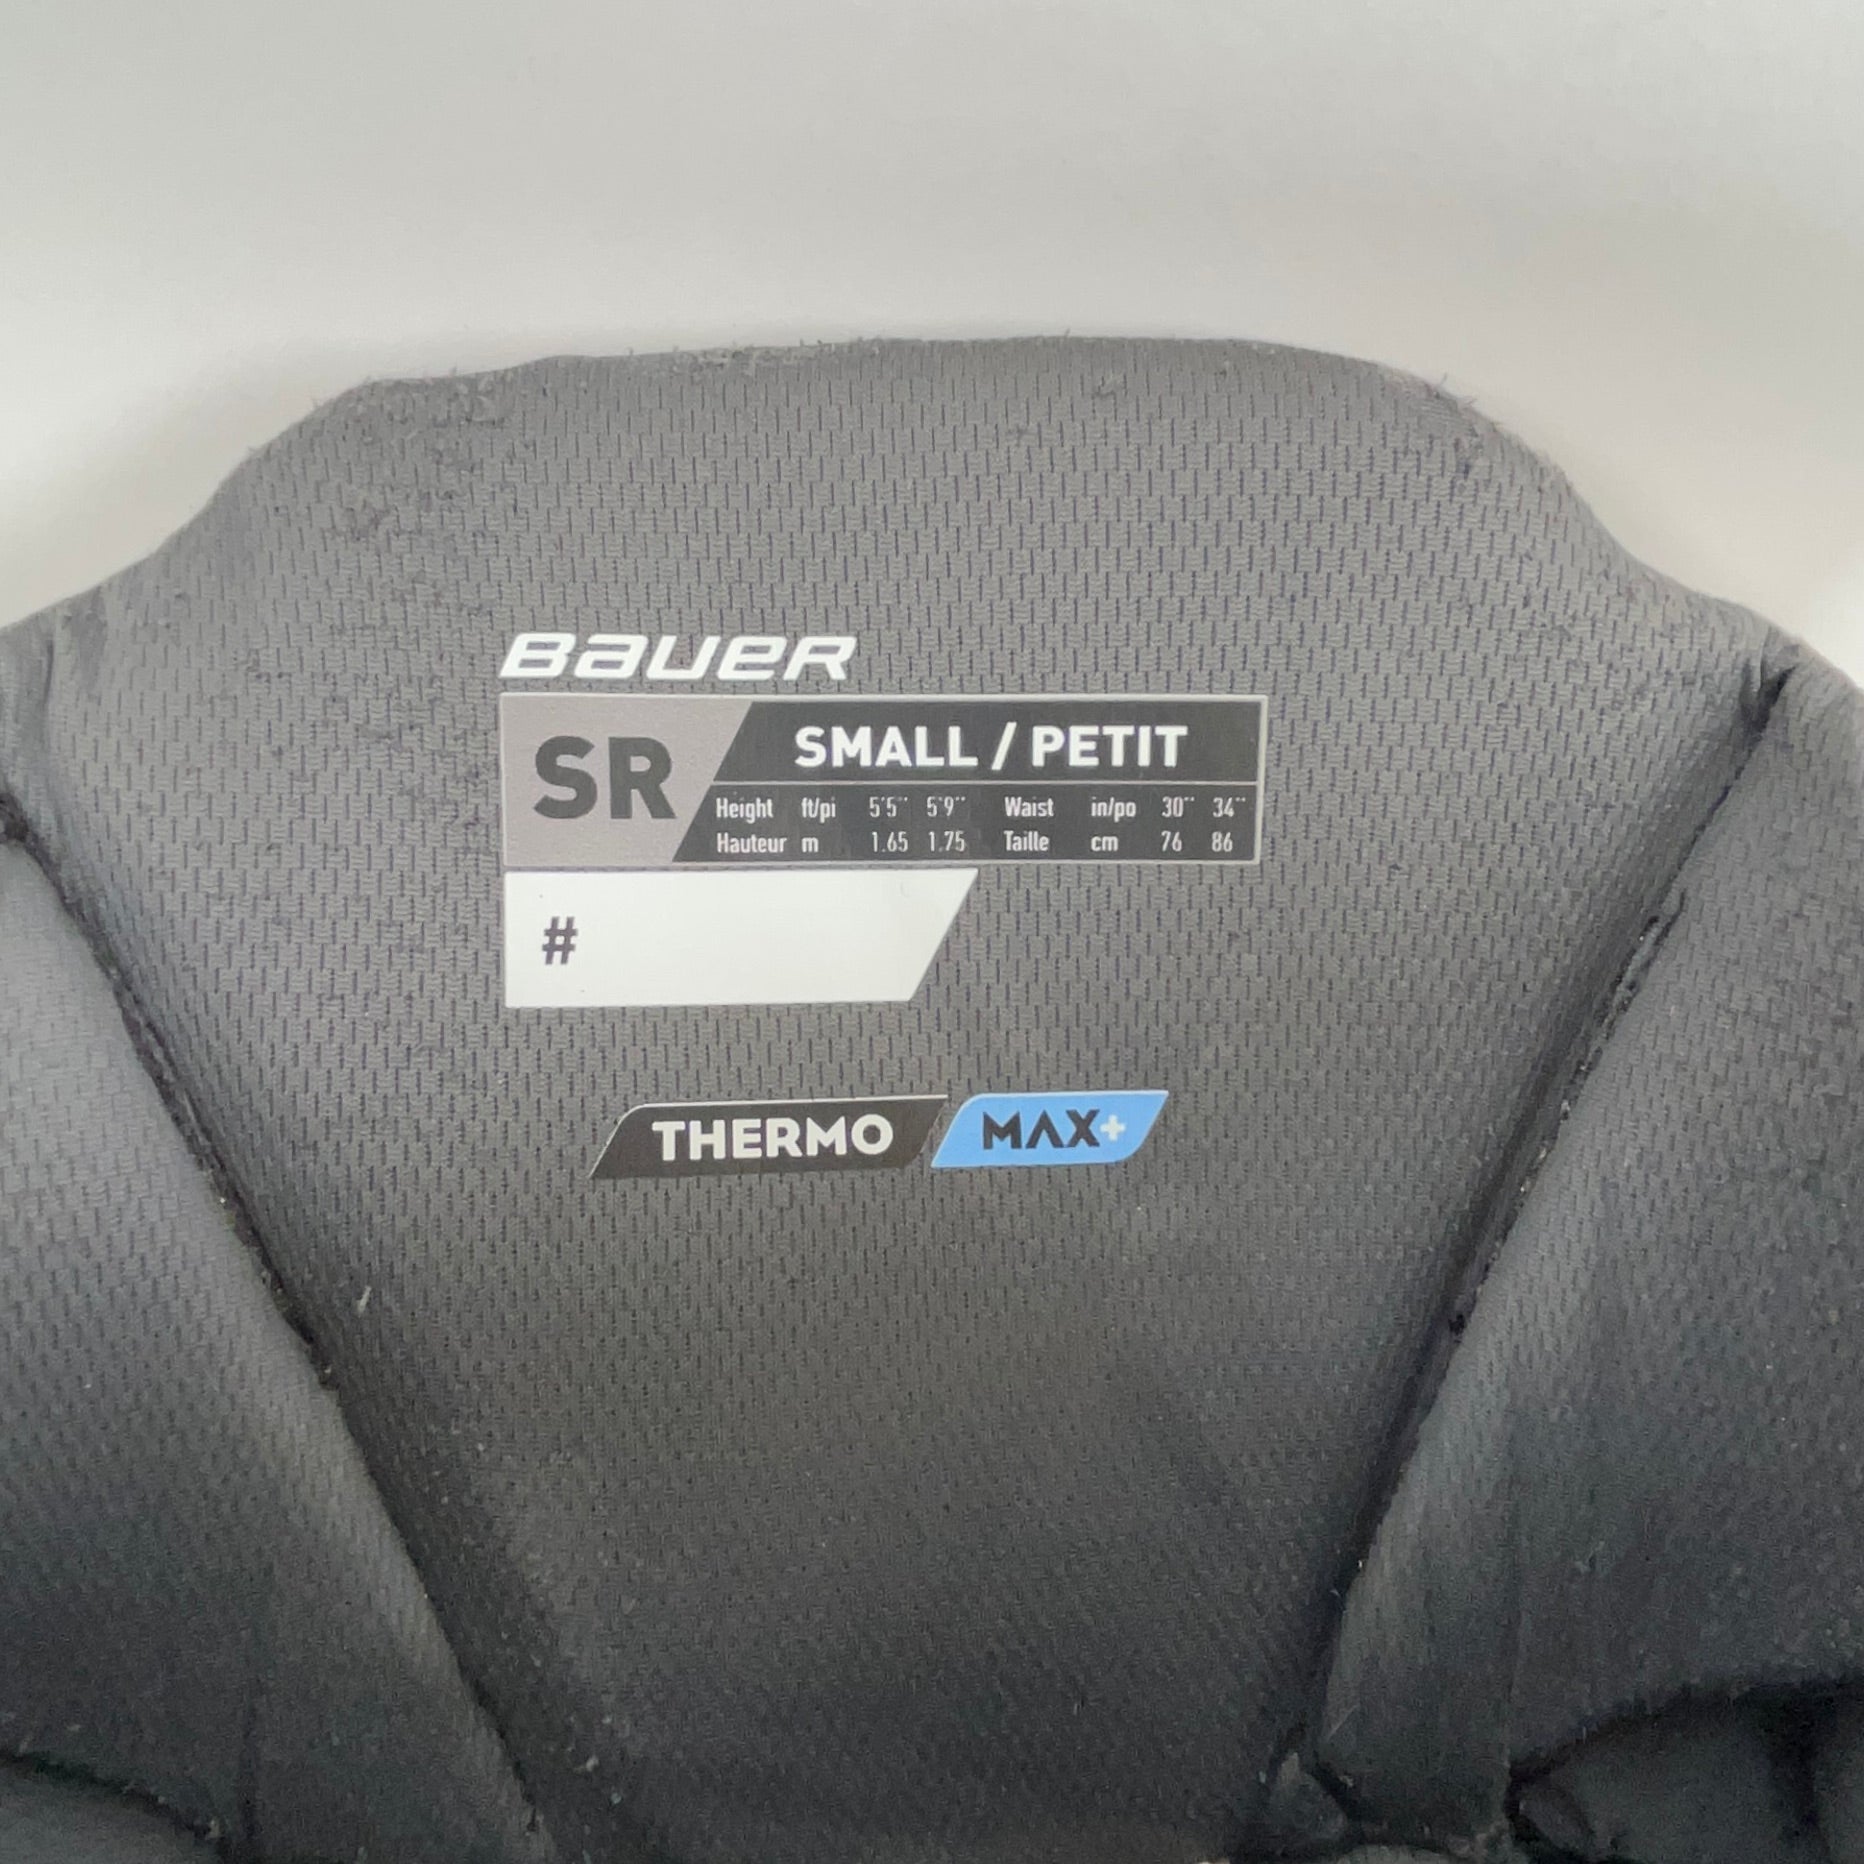 BAUER
SR
SMALL / PETIT
Height ft/pi 5'5" 5'9" Waist in/po 30" 34"
Hauteur m 1.65 1.75 Taille cm 76 86
#
THERMO MAX+